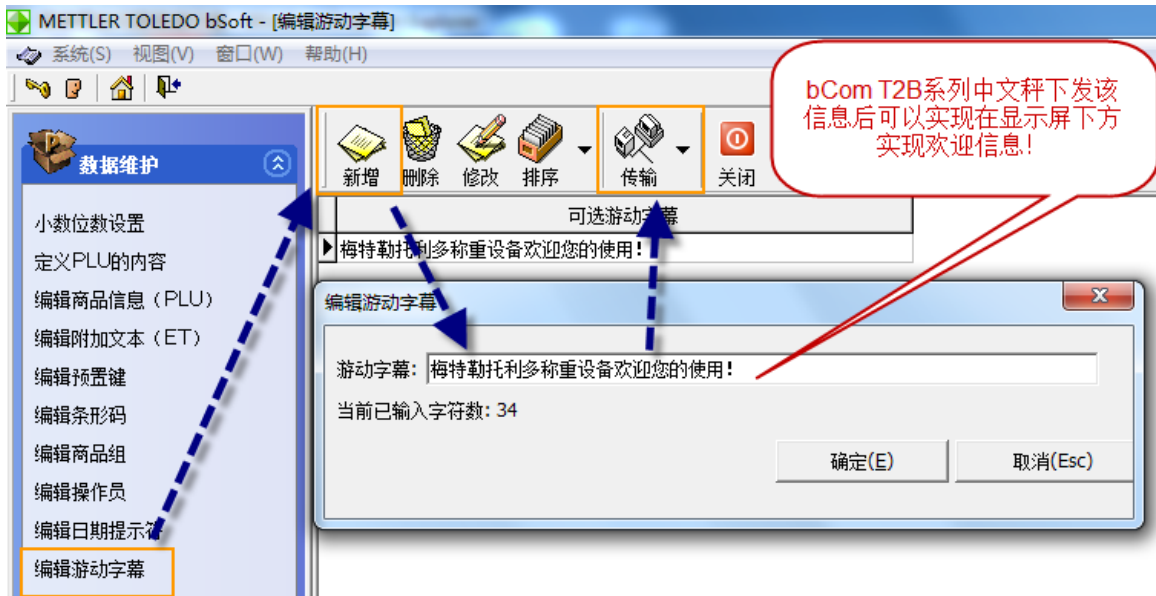 METTLER TOLEDO bSoft - [编辑游动字幕]
系统(S) 视图(V) 窗口(W) 帮助(H)
bCom T2B系列中文秤下发该
信息后可以实现在显示屏下方
实现欢迎信息!
新增 删除 修改 排序 传输 关闭
数据维护
小数位数设置
定义PLU的内容
编辑商品信息（PLU）
编辑附加文本（ET）
编辑预置键
编辑条形码
编辑商品组
编辑操作员
编辑日期提示符
编辑游动字幕
可选游动字幕
梅特勒托利多称重设备欢迎您的使用!
编辑游动字幕
游动字幕: 梅特勒托利多称重设备欢迎您的使用!
当前已输入字符数: 34
确定(E) 取消(Esc)